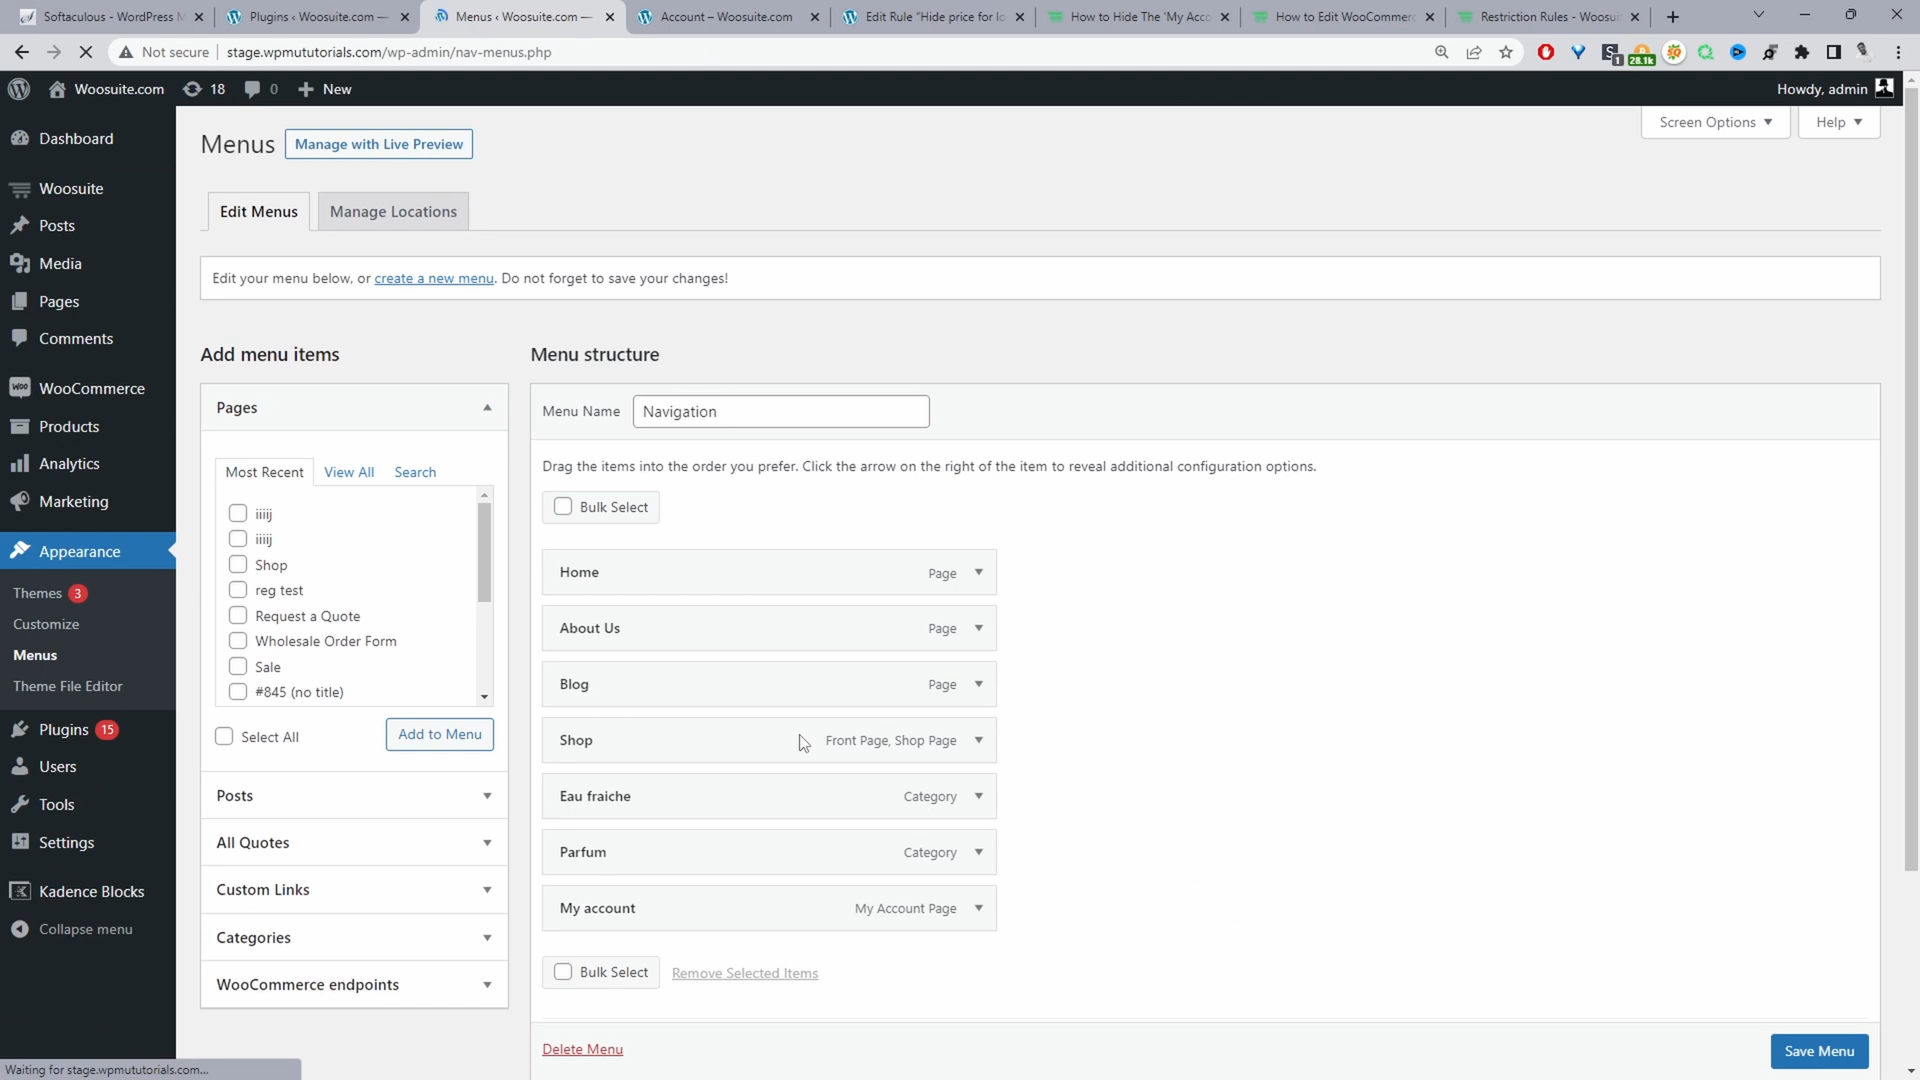 Softaculous - WordPress M
Plugins ‹ Woosuite.com —
Menus ‹ Woosuite.com —
Account – Woosuite.com
Edit Rule "Hide price for lo
How to Hide The 'My Acco
How to Edit WooCommerc
Restriction Rules - Woosui
Not secure
stage.wpmututorials.com/wp-admin/nav-menus.php
1
28.1k
Woosuite.com
18
0
New
Howdy, admin
Dashboard
Woosuite
Posts
Media
Pages
Comments
WooCommerce
Products
Analytics
Marketing
Appearance
Themes 3
Customize
Menus
Theme File Editor
Plugins 15
Users
Tools
Settings
Kadence Blocks
Collapse menu
Screen Options
Help
Menus
Manage with Live Preview
Edit Menus
Manage Locations
Edit your menu below, or create a new menu. Do not forget to save your changes!
Add menu items
Pages
Most Recent
View All
Search
iiiij
iiiij
Shop
reg test
Request a Quote
Wholesale Order Form
Sale
#845 (no title)
Select All
Add to Menu
Posts
All Quotes
Custom Links
Categories
WooCommerce endpoints
Menu structure
Menu Name
Navigation
Drag the items into the order you prefer. Click the arrow on the right of the item to reveal additional configuration options.
Bulk Select
Home Page
About Us Page
Blog Page
Shop Front Page, Shop Page
Eau fraiche Category
Parfum Category
My account My Account Page
Bulk Select
Remove Selected Items
Delete Menu
Save Menu
Waiting for stage.wpmututorials.com...